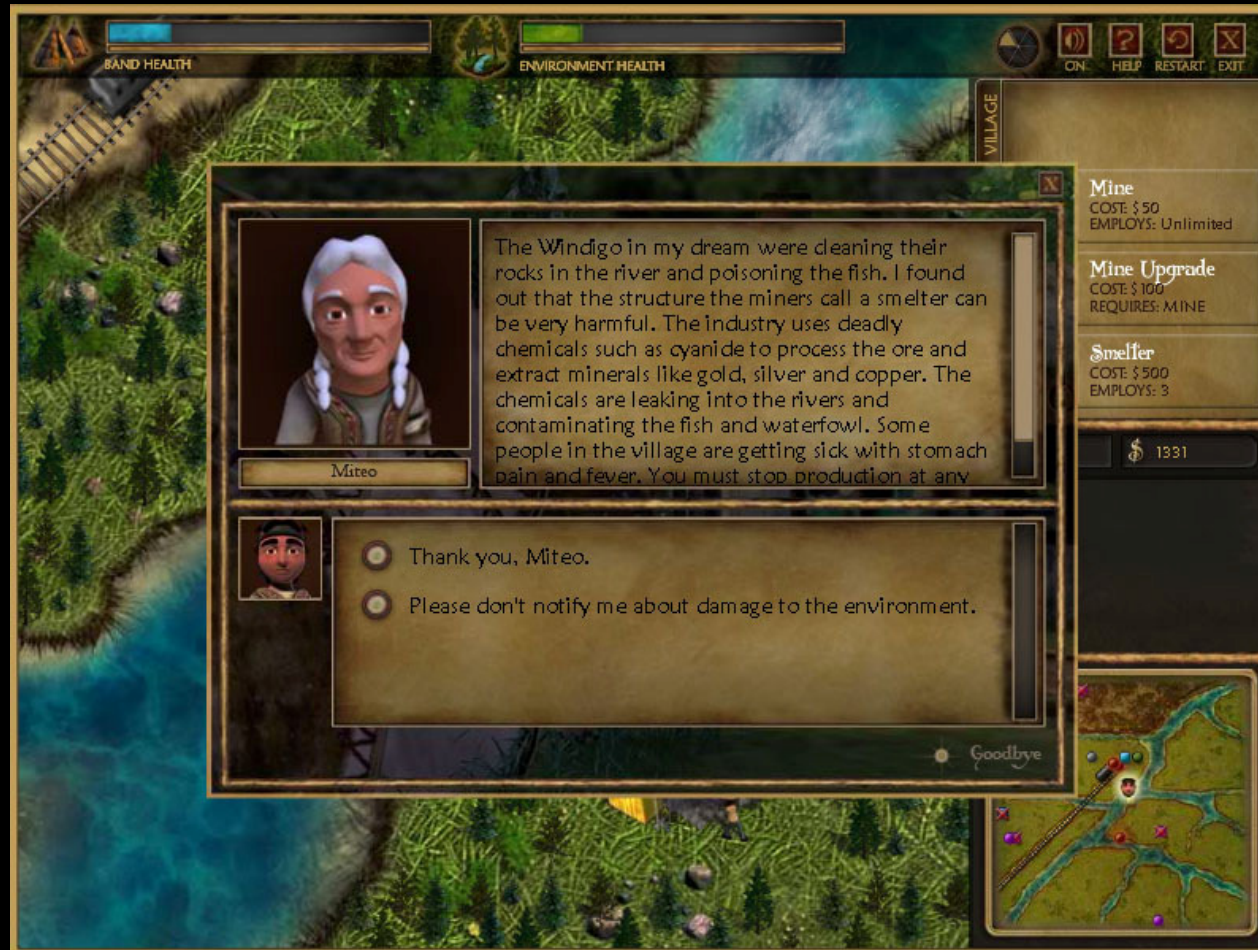 BAND HEALTH
ENVIRONMENT HEALTH
ON
HELP
RESTART
EXIT
VILLAGE
X
The Windigo in my dream were cleaning their
rocks in the river and poisoning the fish. I found
out that the structure the miners call a smelter can
be very harmful. The industry uses deadly
chemicals such as cyanide to process the ore and
extract minerals like gold, silver and copper. The
chemicals are leaking into the rivers and
contaminating the fish and waterfowl. Some
people in the village are getting sick with stomach
pain and fever. You must stop production at any
Miteo
Thank you, Miteo.
Please don't notify me about damage to the environment.
Goodbye
Mine
COST: $50
EMPLOYS: Unlimited
Mine Upgrade
COST: $100
REQUIRES: MINE
Smelter
COST: $500
EMPLOYS: 3
$ 1331